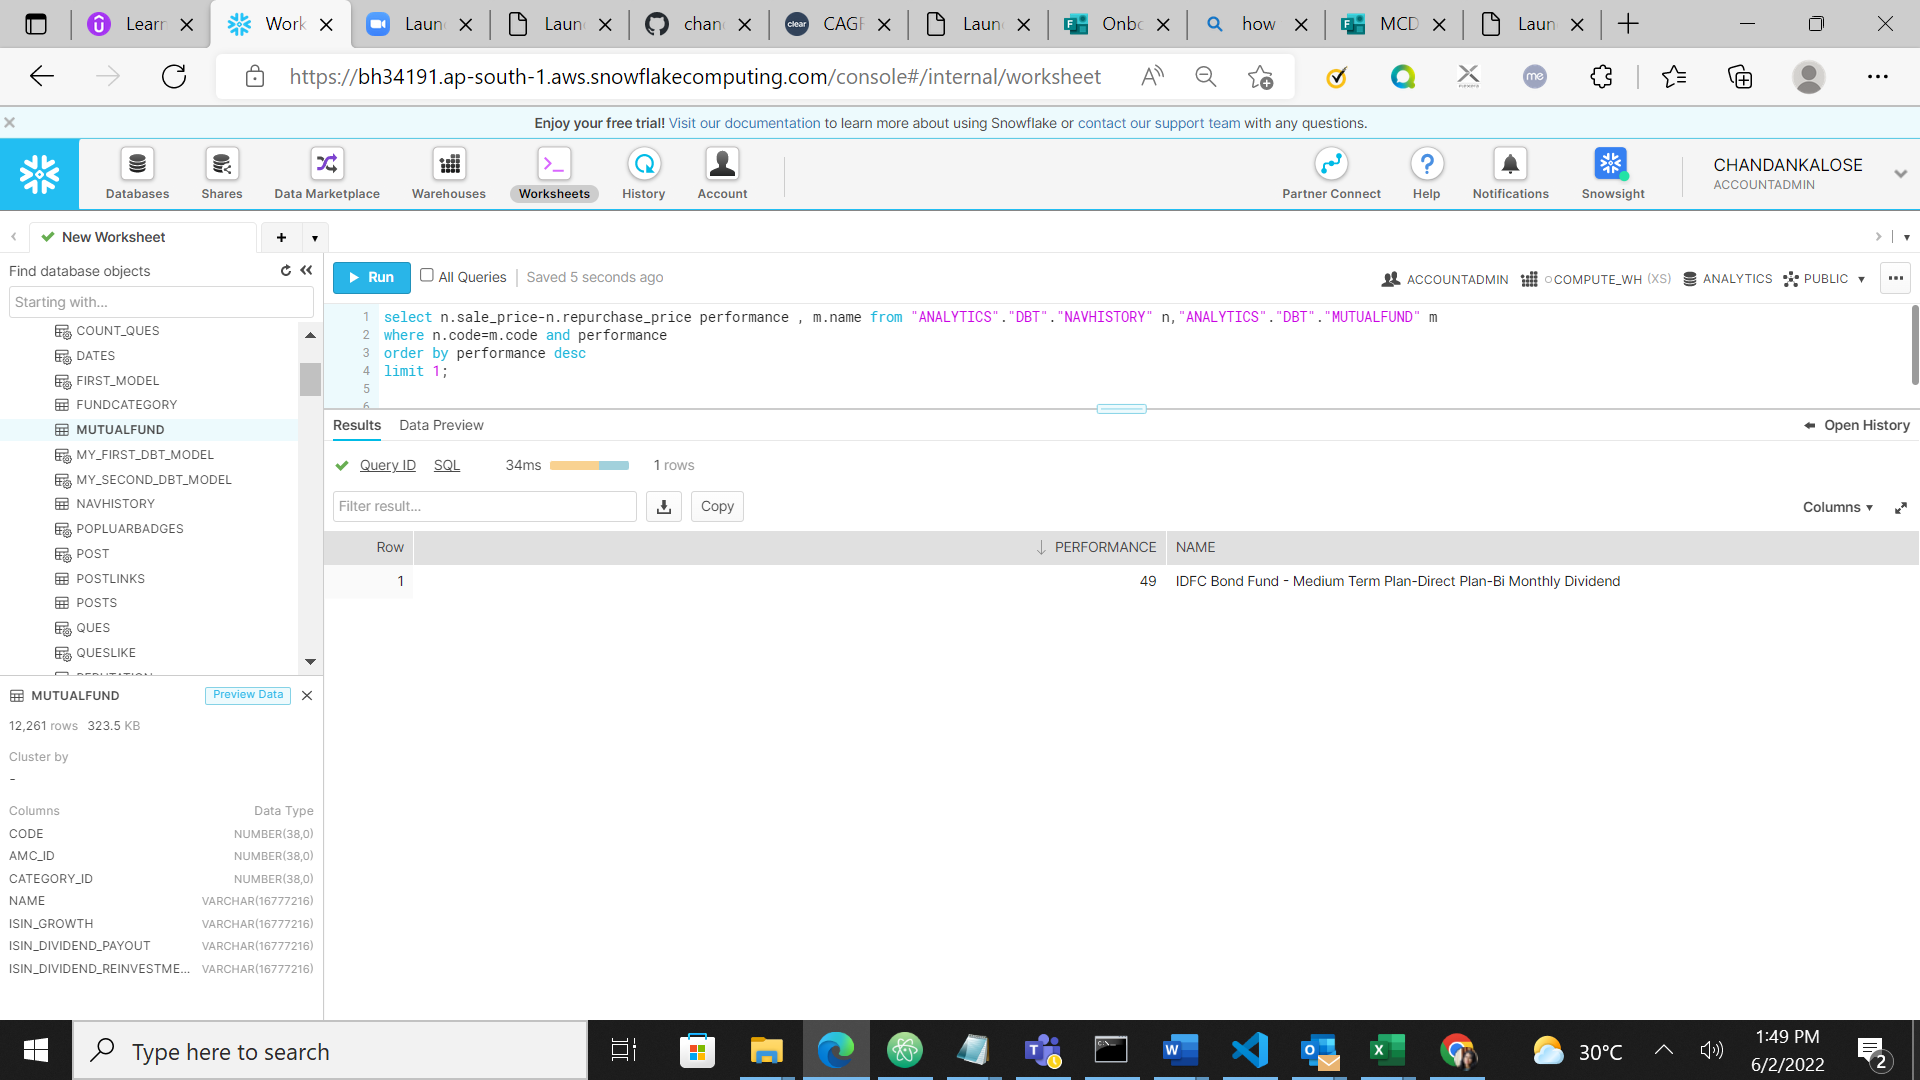 Learn
Work
Laun
Laun
chan
clear
CAGR
Laun
Onbo
how
MCD
Laun
https://bh34191.ap-south-1.aws.snowflakecomputing.com/console#/internal/worksheet
me
Enjoy your free trial! Visit our documentation to learn more about using Snowflake or contact our support team with any questions.
Databases
Shares
Data Marketplace
Warehouses
Worksheets
History
Account
Partner Connect
Help
Notifications
Snowsight
CHANDANKALOSE
ACCOUNTADMIN
New Worksheet
Find database objects
Starting with...
COUNT_QUES
DATES
FIRST_MODEL
FUNDCATEGORY
MUTUALFUND
MY_FIRST_DBT_MODEL
MY_SECOND_DBT_MODEL
NAVHISTORY
POPLUARBADGES
POST
POSTLINKS
POSTS
QUES
QUESLIKE
MUTUALFUND Preview Data
12,261 rows 323.5 KB
Cluster by
-
Columns Data Type
CODE NUMBER(38,0)
AMC_ID NUMBER(38,0)
CATEGORY_ID NUMBER(38,0)
NAME VARCHAR(16777216)
ISIN_GROWTH VARCHAR(16777216)
ISIN_DIVIDEND_PAYOUT VARCHAR(16777216)
ISIN_DIVIDEND_REINVESTME... VARCHAR(16777216)
Run All Queries Saved 5 seconds ago
ACCOUNTADMIN COMPUTE_WH (XS) ANALYTICS PUBLIC
1 select n.sale_price-n.repurchase_price performance , m.name from "ANALYTICS"."DBT"."NAVHISTORY" n,"ANALYTICS"."DBT"."MUTUALFUND" m
2 where n.code=m.code and performance
3 order by performance desc
4 limit 1;
5
6
Results Data Preview
Open History
Query ID SQL 34ms 1 rows
Filter result... Copy
Columns
Row PERFORMANCE NAME
1 49 IDFC Bond Fund - Medium Term Plan-Direct Plan-Bi Monthly Dividend
Type here to search
30°C
1:49 PM
6/2/2022
2